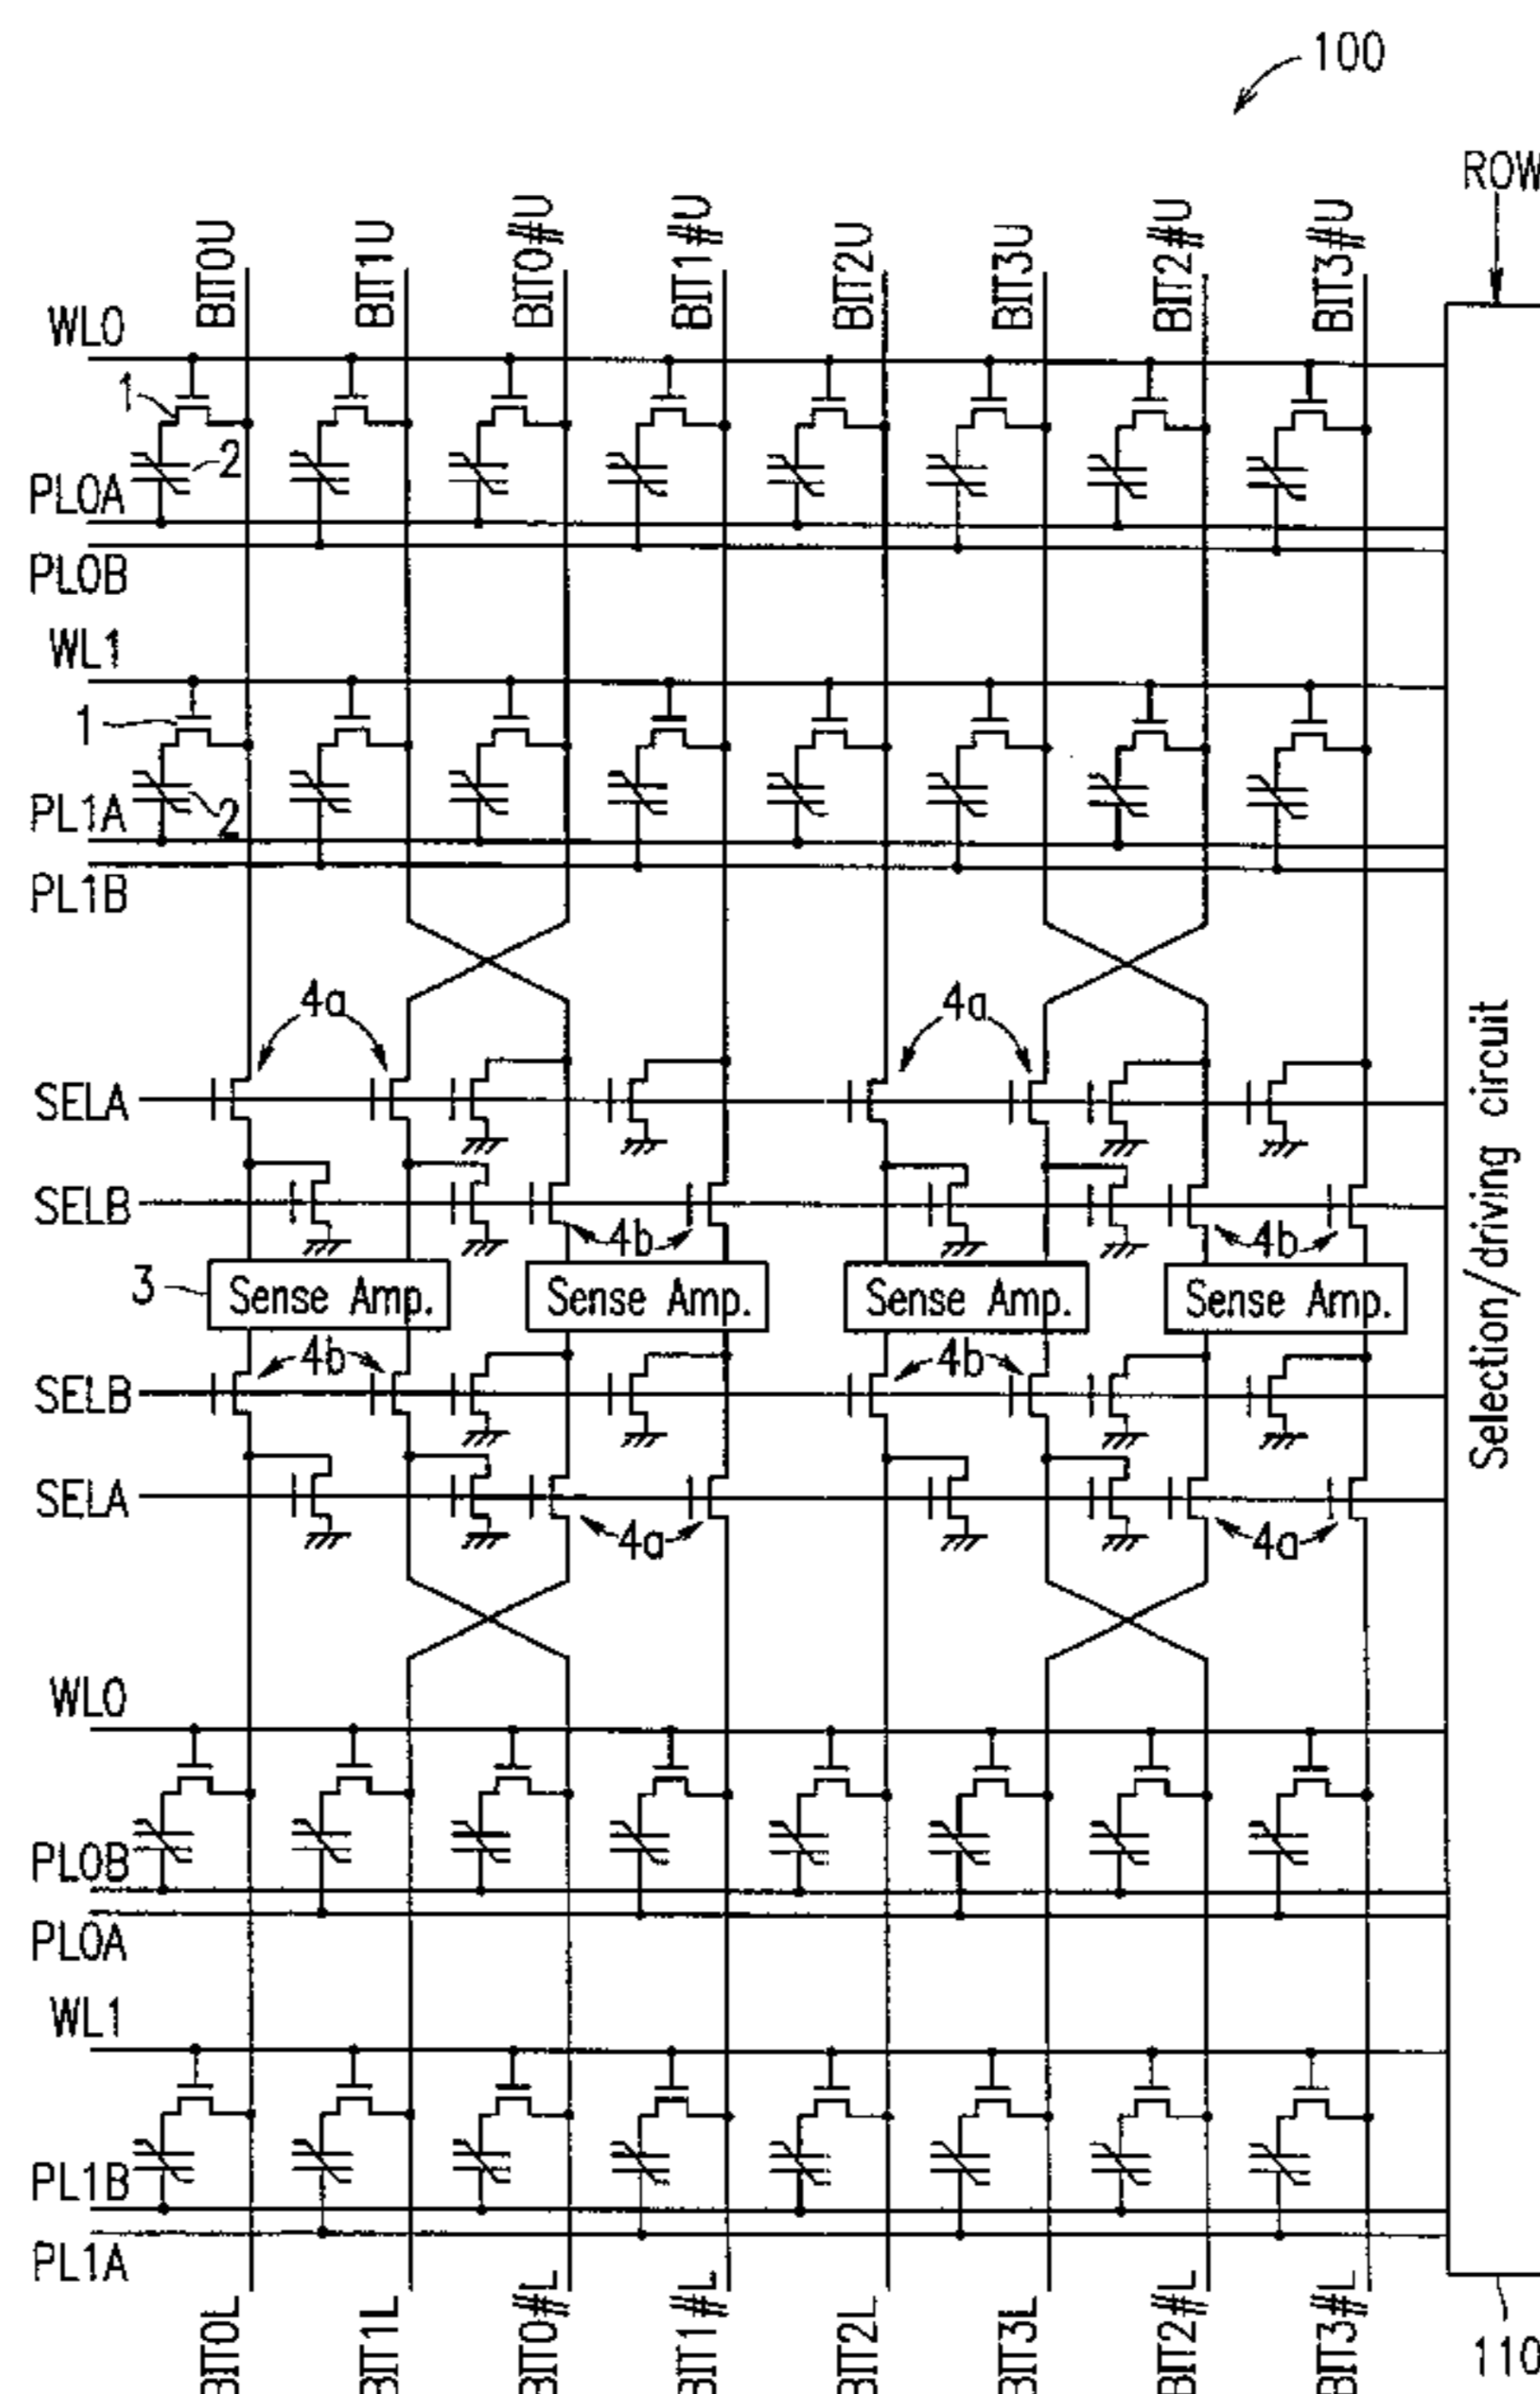 100
ROW
BIT0U
BIT1U
BIT0#U
BIT1#U
BIT2U
BIT3U
BIT2#U
BIT3#U
WL0
1
2
PL0A
PL0B
WL1
1
2
PL1A
PL1B
4a
4a
SELA
SELB
4b
4b
3
Sense Amp.
Sense Amp.
Sense Amp.
Sense Amp.
4b
4b
SELB
SELA
4a
4a
Selection/driving circuit
WL0
PL0B
PL0A
WL1
PL1B
PL1A
BIT0L
BIT1L
BIT0#L
BIT1#L
BIT2L
BIT3L
BIT2#L
BIT3#L
110